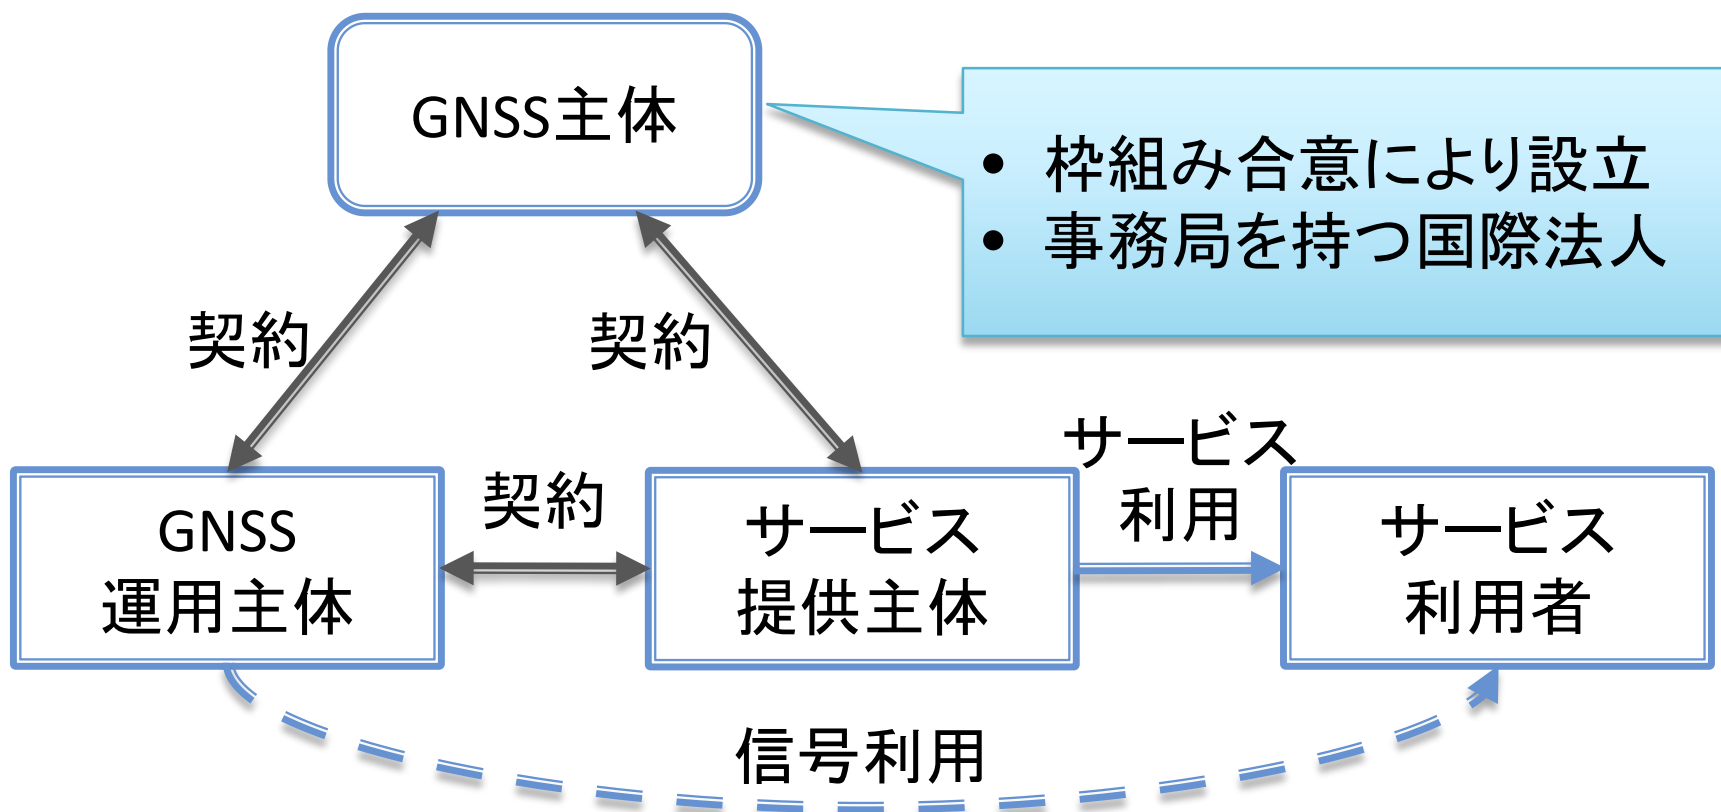 GNSS主体
• 枠組み合意により設立
• 事務局を持つ国際法人
契約
契約
契約
サービス
利用
GNSS
運用主体
サービス
提供主体
サービス
利用者
信号利用